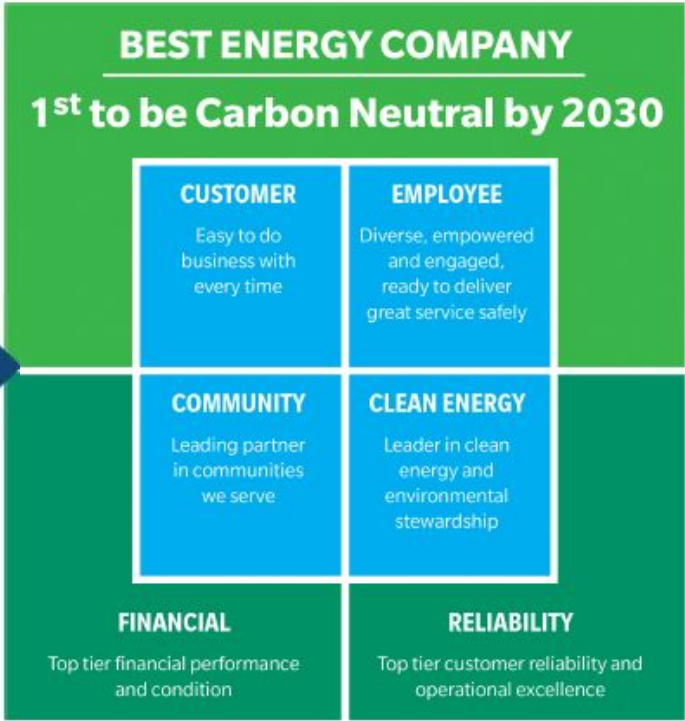 BEST ENERGY COMPANY
1st to be Carbon Neutral by 2030
CUSTOMER
Easy to do
business with
every time
EMPLOYEE
Diverse, empowered
and engaged,
ready to deliver
great service safely
COMMUNITY
Leading partner
in communities
we serve
CLEAN ENERGY
Leader in clean
energy and
environmental
stewardship
FINANCIAL
Top tier financial performance
and condition
RELIABILITY
Top tier customer reliability and
operational excellence